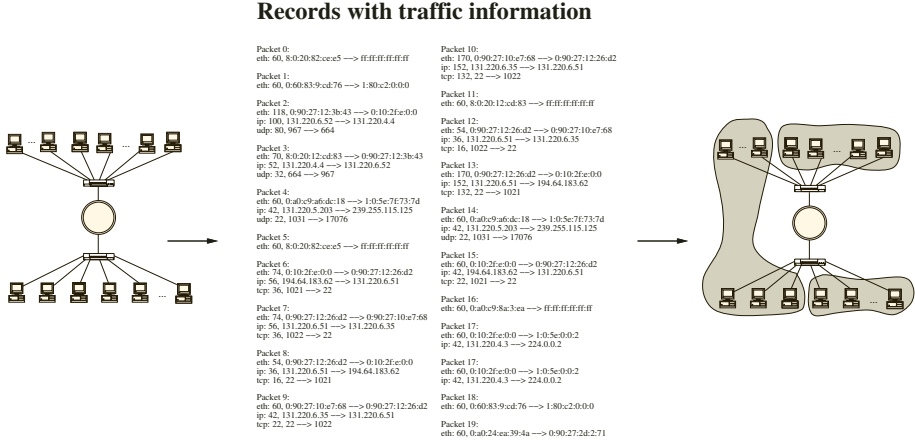 Records with traffic information
Packet 0:
eth: 60, 8:0:20:82:ce:e5 —> ff:ff:ff:ff:ff:ff
Packet 1:
eth: 60, 0:60:83:9:cd:76 —> 1:80:c2:0:0:0
Packet 2:
eth: 118, 0:90:27:12:3b:43 —> 0:10:2f:e:0:0
ip: 100, 131.220.6.52 —> 131.220.4.4
udp: 80, 967 —> 664
Packet 3:
eth: 70, 8:0:20:12:cd:83 —> 0:90:27:12:3b:43
ip: 52, 131.220.4.4 —> 131.220.6.52
udp: 32, 664 —> 967
Packet 4:
eth: 60, 0:a0:c9:a6:dc:18 —> 1:0:5e:7f:73:7d
ip: 42, 131.220.5.203 —> 239.255.115.125
udp: 22, 1031 —> 17076
Packet 5:
eth: 60, 8:0:20:82:ce:e5 —> ff:ff:ff:ff:ff:ff
Packet 6:
eth: 74, 0:10:2f:e:0:0 —> 0:90:27:12:26:d2
ip: 56, 194.64.183.62 —> 131.220.6.51
tcp: 36, 1021 —> 22
Packet 7:
eth: 74, 0:90:27:12:26:d2 —> 0:90:27:10:e7:68
ip: 56, 131.220.6.51 —> 131.220.6.35
tcp: 36, 1022 —> 22
Packet 8:
eth: 54, 0:90:27:12:26:d2 —> 0:10:2f:e:0:0
ip: 36, 131.220.6.51 —> 194.64.183.62
tcp: 16, 22 —> 1021
Packet 9:
eth: 60, 0:90:27:10:e7:68 —> 0:90:27:12:26:d2
ip: 42, 131.220.6.35 —> 131.220.6.51
tcp: 22, 22 —> 1022
Packet 10:
eth: 170, 0:90:27:10:e7:68 —> 0:90:27:12:26:d2
ip: 152, 131.220.6.35 —> 131.220.6.51
tcp: 132, 22 —> 1022
Packet 11:
eth: 60, 8:0:20:12:cd:83 —> ff:ff:ff:ff:ff:ff
Packet 12:
eth: 54, 0:90:27:12:26:d2 —> 0:90:27:10:e7:68
ip: 36, 131.220.6.51 —> 131.220.6.35
tcp: 16, 1022 —> 22
Packet 13:
eth: 170, 0:90:27:12:26:d2 —> 0:10:2f:e:0:0
ip: 152, 131.220.6.51 —> 194.64.183.62
tcp: 132, 22 —> 1021
Packet 14:
eth: 60, 0:a0:c9:a6:dc:18 —> 1:0:5e:7f:73:7d
ip: 42, 131.220.5.203 —> 239.255.115.125
udp: 22, 1031 —> 17076
Packet 15:
eth: 60, 0:10:2f:e:0:0 —> 0:90:27:12:26:d2
ip: 42, 194.64.183.62 —> 131.220.6.51
tcp: 22, 1021 —> 22
Packet 16:
eth: 60, 0:a0:c9:8a:3:ea —> ff:ff:ff:ff:ff:ff
Packet 17:
eth: 60, 0:10:2f:e:0:0 —> 1:0:5e:0:0:2
ip: 42, 131.220.4.3 —> 224.0.0.2
Packet 17:
eth: 60, 0:10:2f:e:0:0 —> 1:0:5e:0:0:2
ip: 42, 131.220.4.3 —> 224.0.0.2
Packet 18:
eth: 60, 0:60:83:9:cd:76 —> 1:80:c2:0:0:0
Packet 19:
eth: 60, 0:a0:24:ea:39:4a —> 0:90:27:2d:2:71